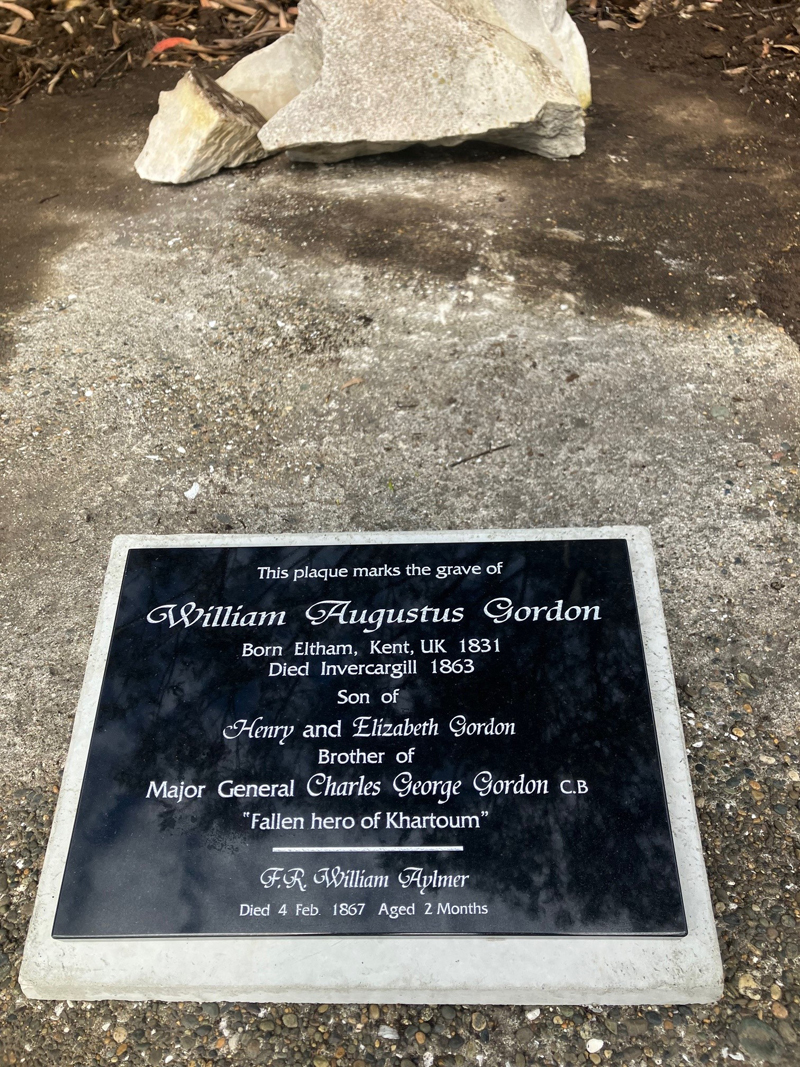 This plaque marks the grave of
William Augustus Gordon
Born Eltham, Kent, UK 1831
Died Invercargill 1863
Son of
Henry and Elizabeth Gordon
Brother of
Major General Charles George Gordon C.B
"Fallen hero of Khartoum"
F.R. William Aylmer
Died 4 Feb. 1867 Aged 2 Months